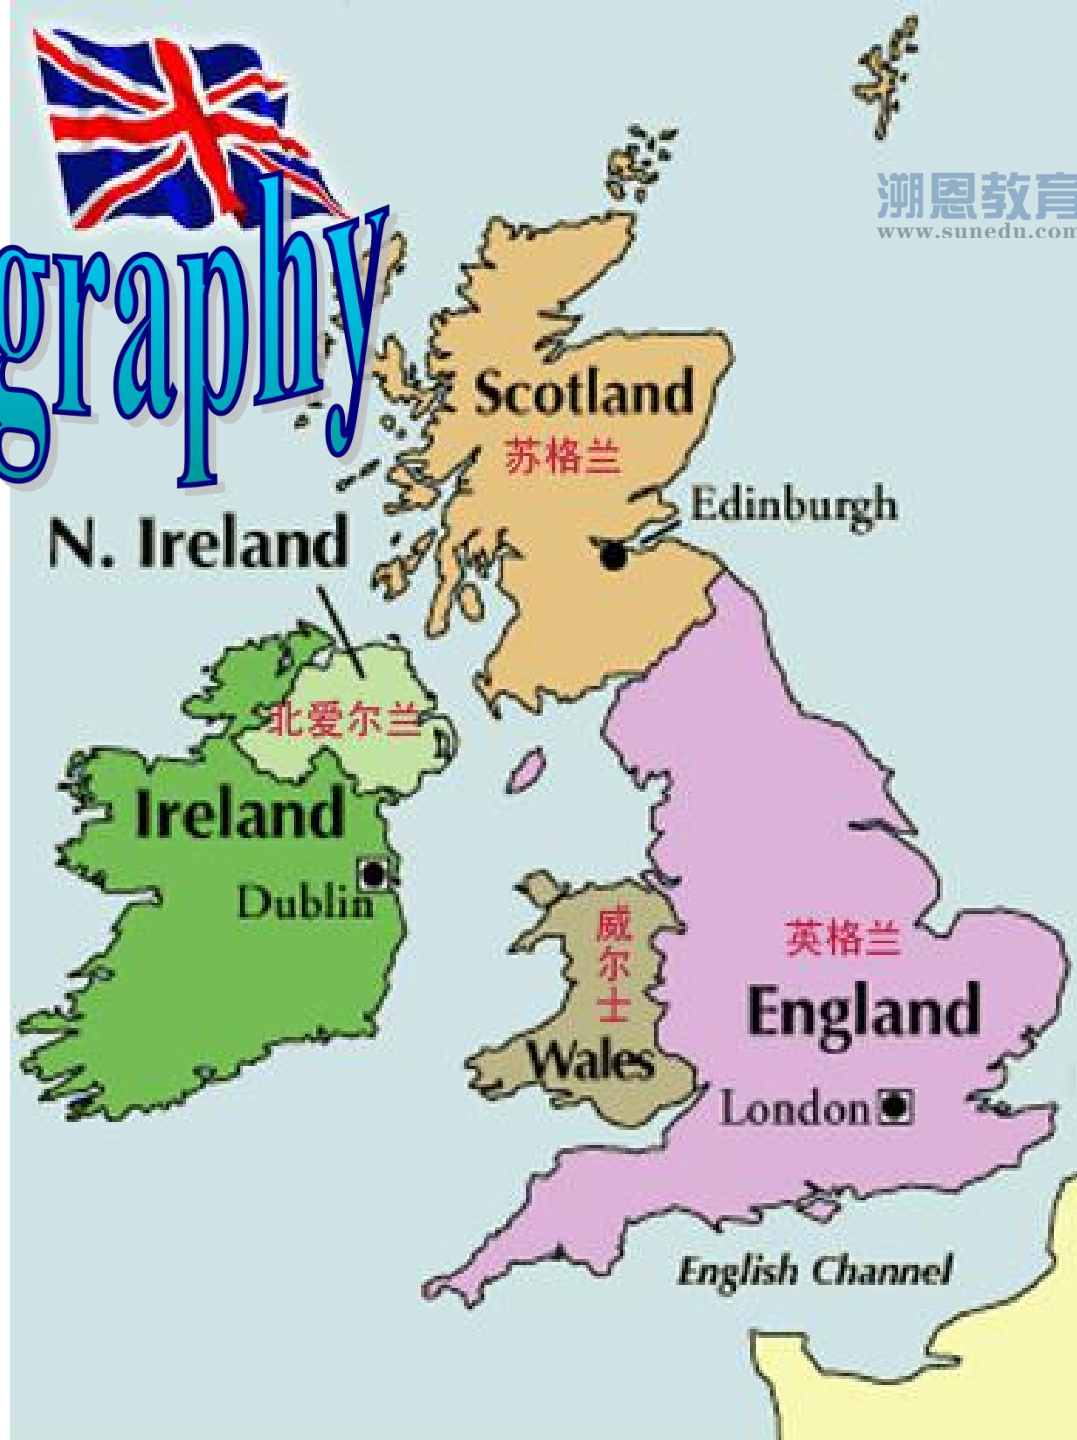 溯恩教育
www.sunedu.com
graphy
Scotland
苏格兰
Edinburgh
N. Ireland
北爱尔兰
Ireland
Dublin
威尔士
Wales
英格兰
England
London
English Channel